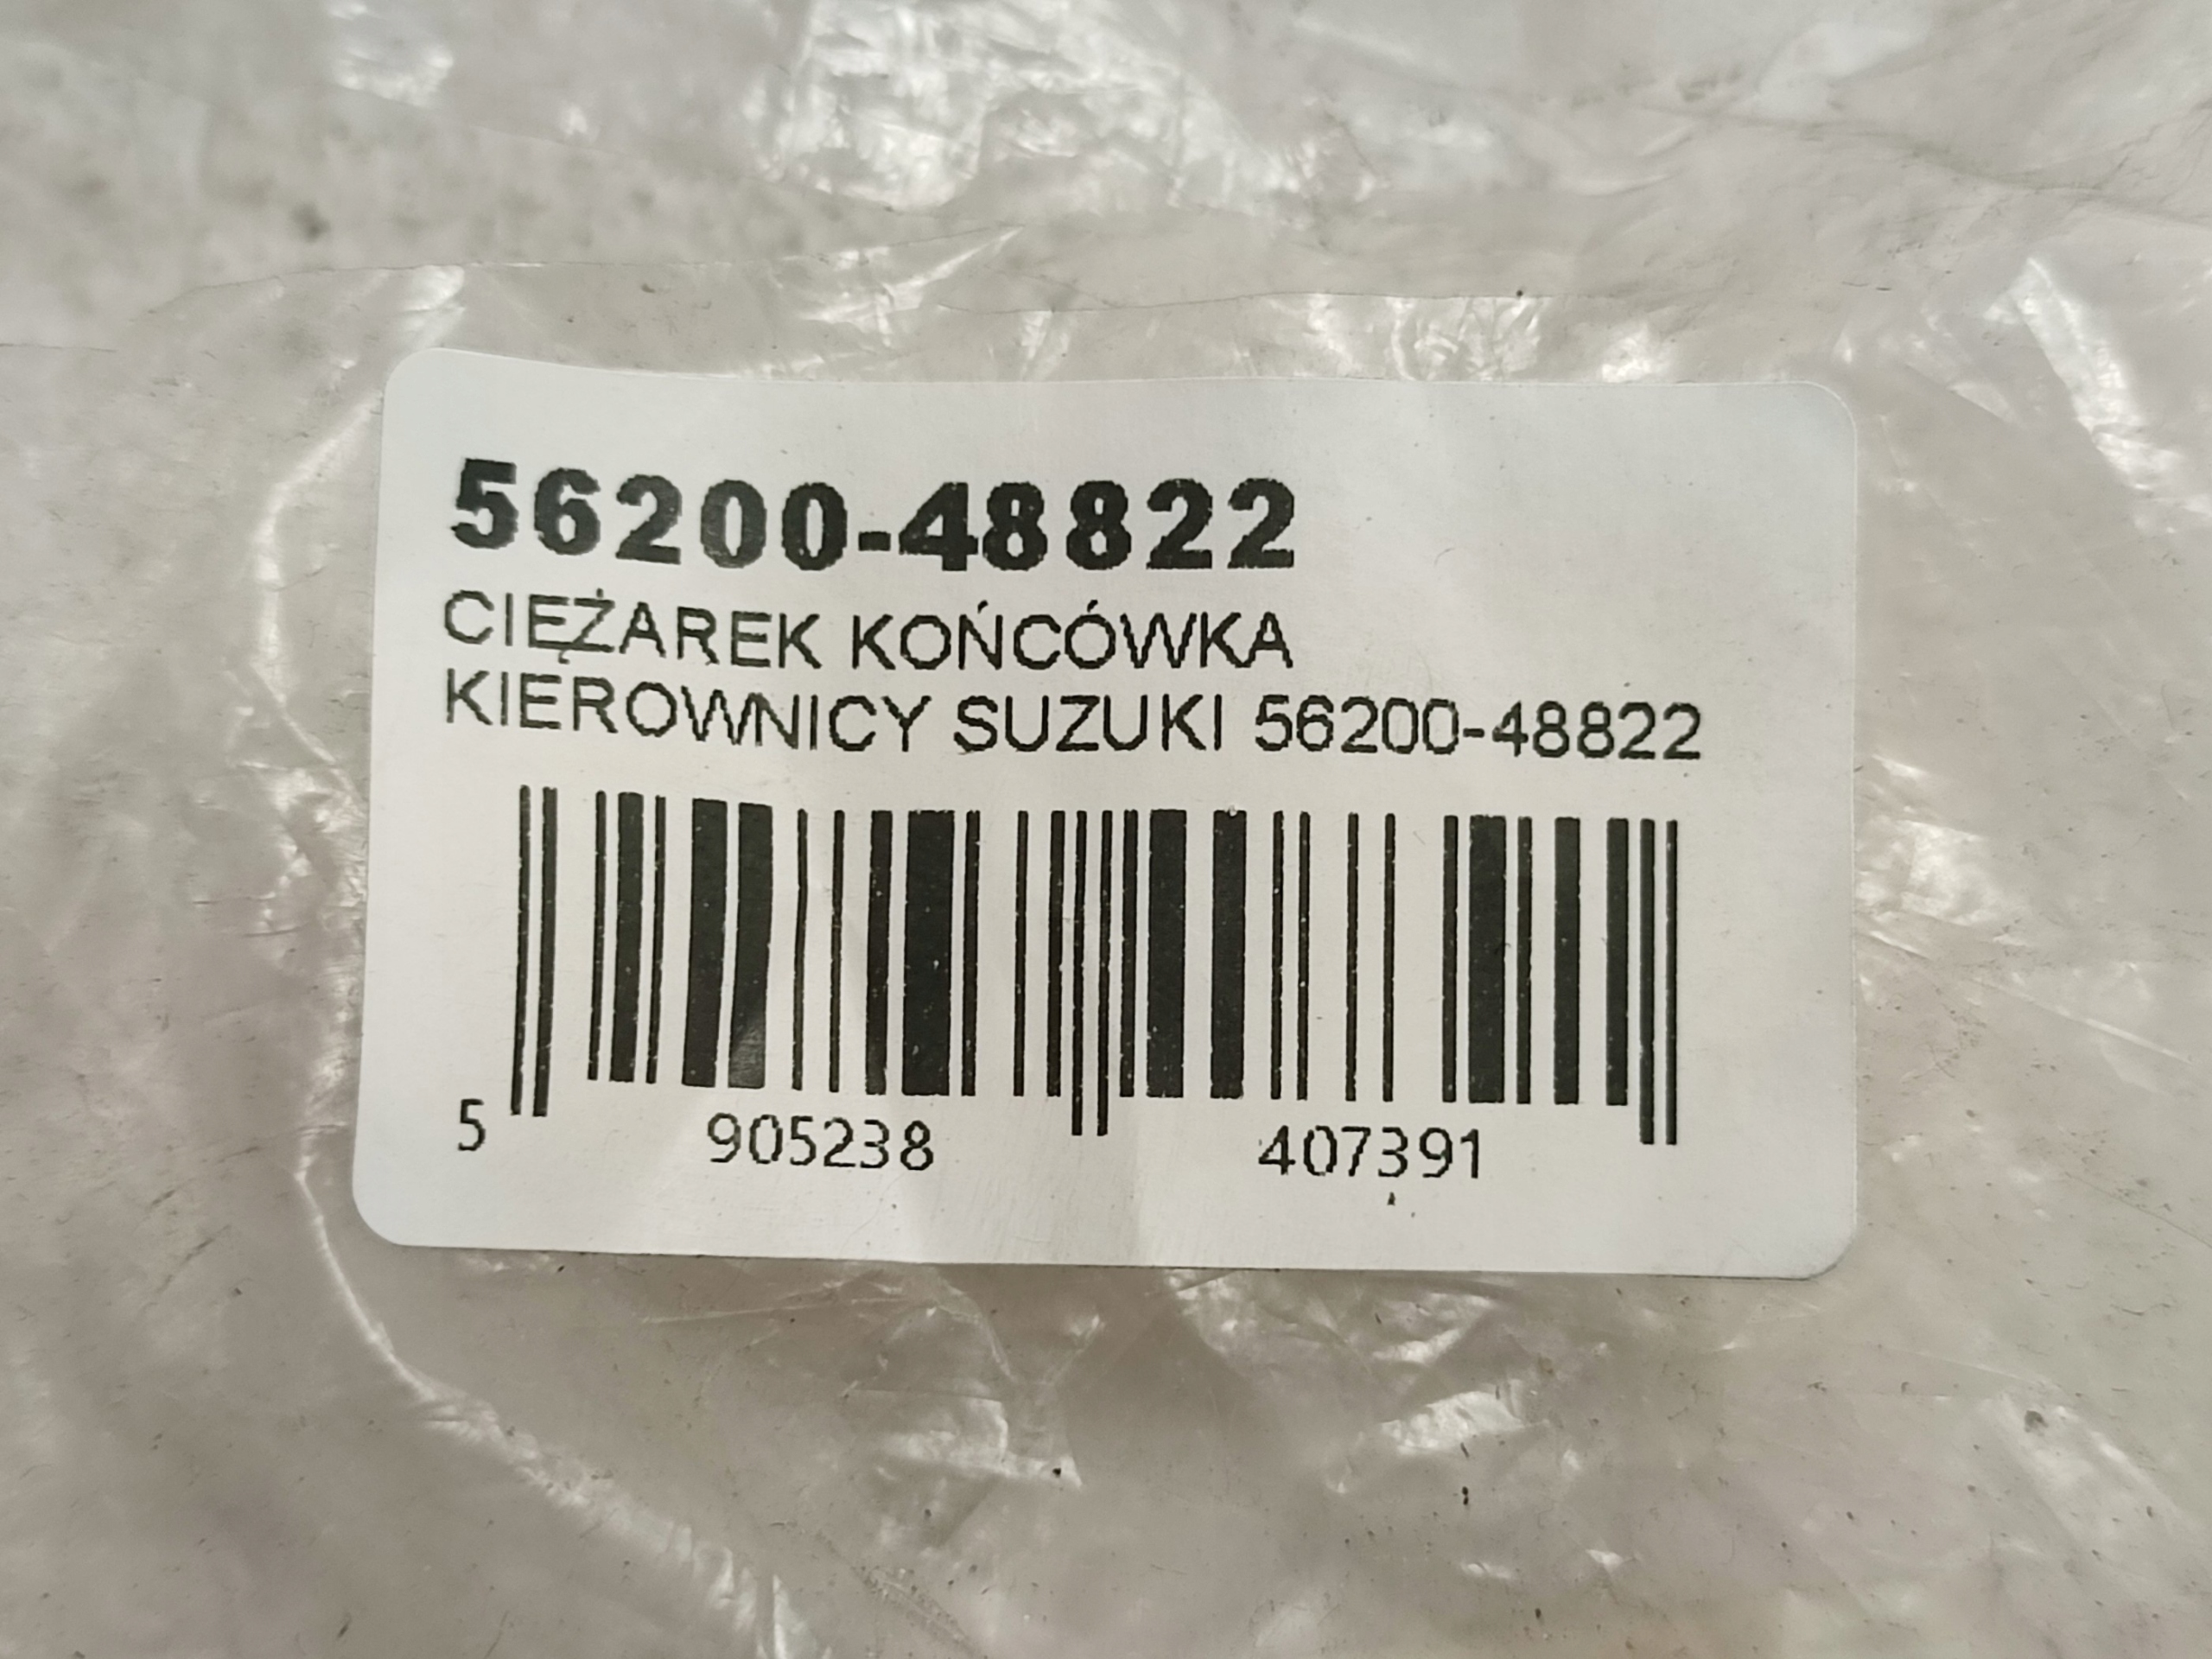 56200-48822
CIĘŻAREK KOŃCÓWKA
KIEROWNICY SUZUKI 56200-48822
5 905238 407391